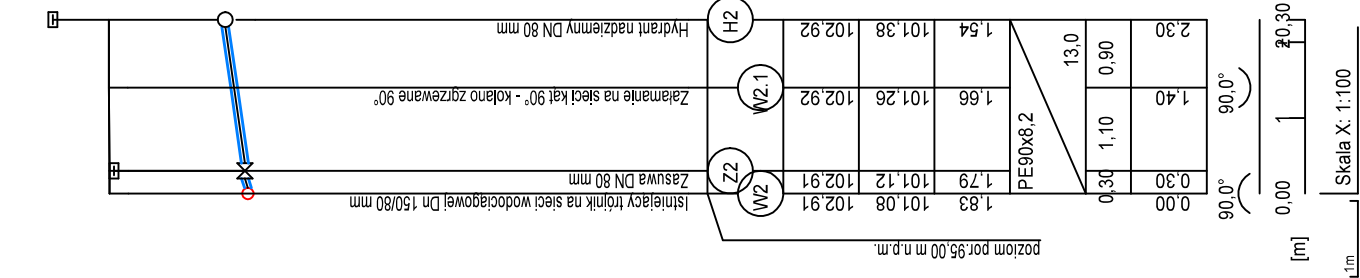 Hydrant nadziemny DN 80 mm
H2
102,92
101,38
1,54
2,30
Załamanie na sieci kąt 90° - kolano zgrzewane 90°
W2.1
102,92
101,26
1,66
1,40
Zasuwa DN 80 mm
Z2
102,91
101,12
1,79
0,30
Istniejący trójnik na sieci wodociągowej Dn 150/80 mm
W2
102,91
101,08
1,83
0,00
PE90x8,2
13,0
0,30
1,10
0,90
90,0°
90,0°
0,00
1
2
[m]
poziom por.95,00 m n.p.m.
Skala X: 1:100
1m